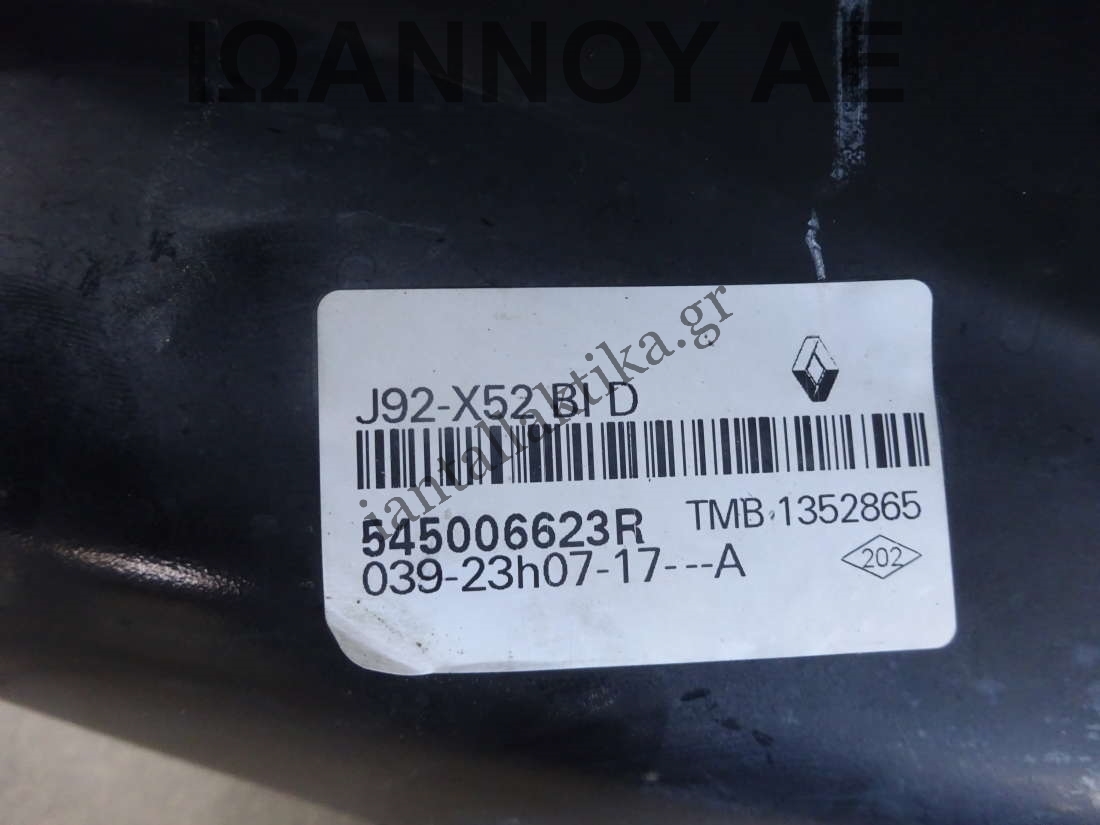 ΙΩΑΝΝΟΥ ΑΕ
iantallaktika.gr
J92-X52 BI D
545006623R TMB 1352865
039-23h07-17---A 202